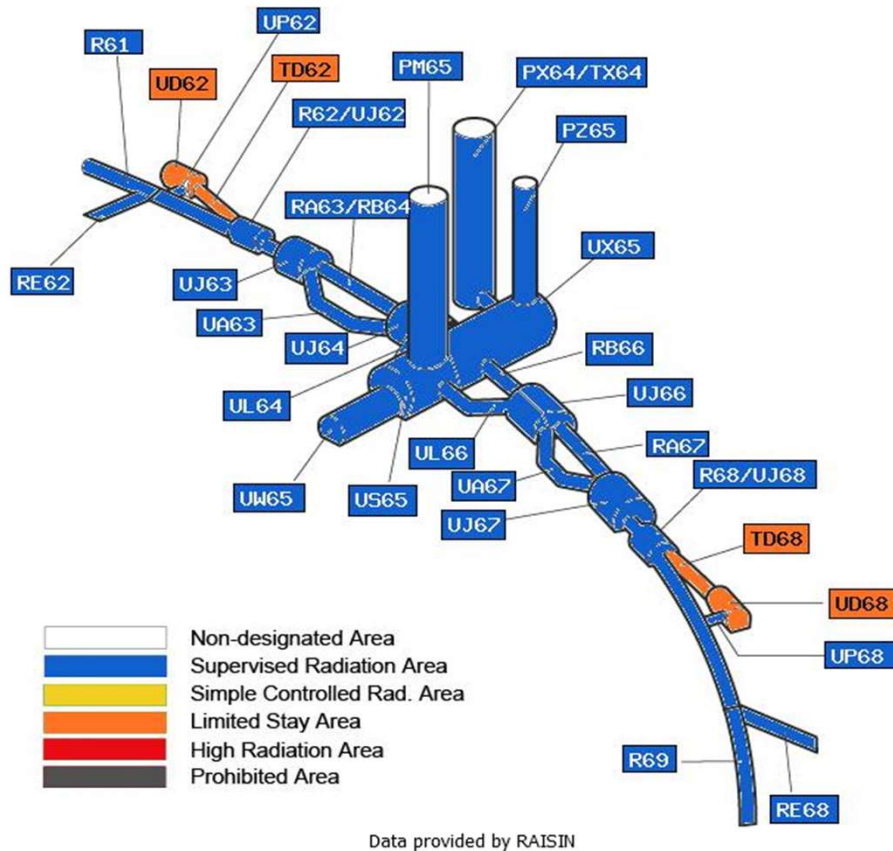 UP62
R61
PM65
PX64/TX64
UD62
TD62
R62/UJ62
PZ65
RA63/RB64
UX65
RE62
UJ63
UA63
UJ64
RB66
UL64
UJ66
UL66
RA67
UW65
US65
UA67
R68/UJ68
UJ67
TD68
UD68
UP68
R69
RE68
Non-designated Area
Supervised Radiation Area
Simple Controlled Rad. Area
Limited Stay Area
High Radiation Area
Prohibited Area
Data provided by RAISIN